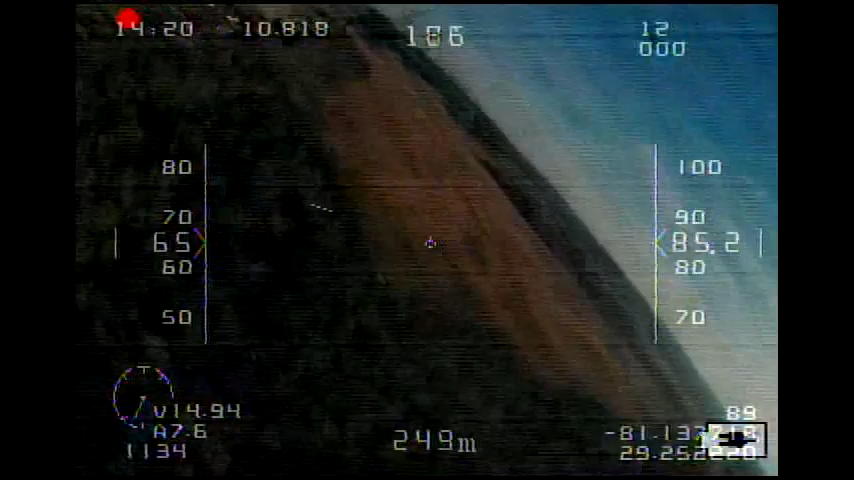 14:20 10.818 186 12
000
80 100
70 90
65 85.2
60 80
50 70
89
V14.94
A7.6 249m -81.137718
1134 29.252220